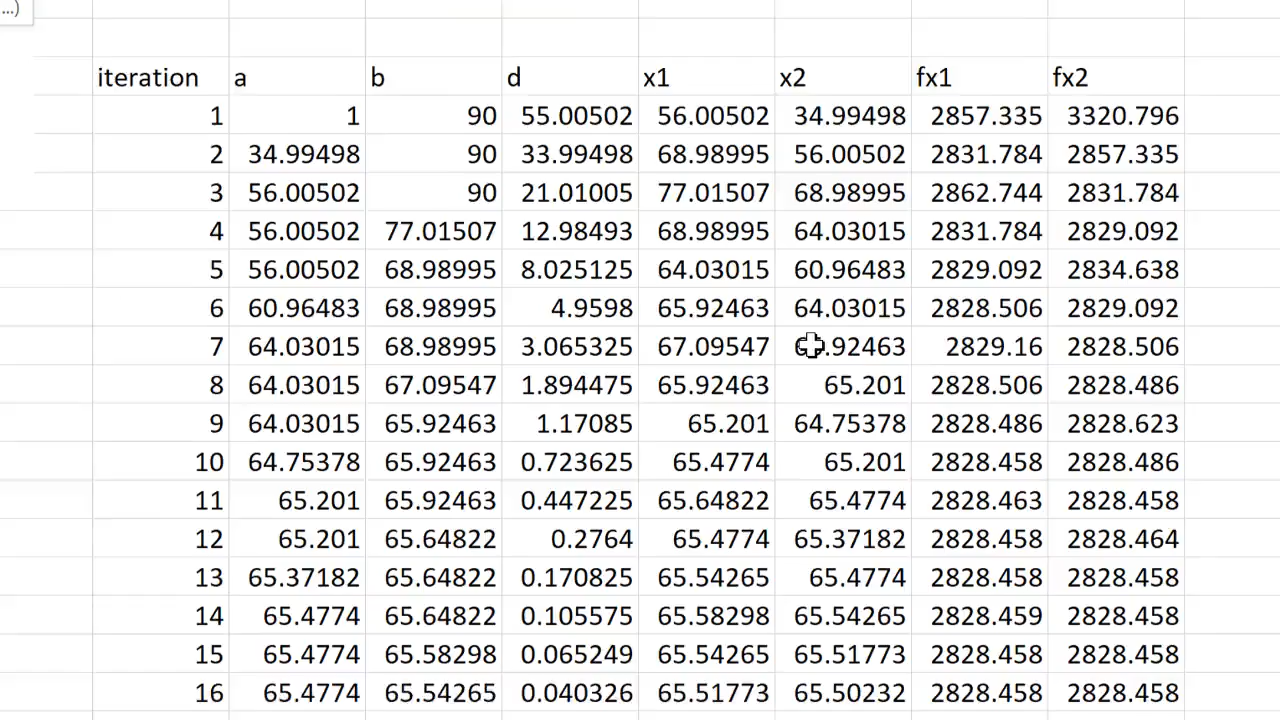 ...)
iteration a b d x1 x2 fx1 fx2
1 1 90 55.00502 56.00502 34.99498 2857.335 3320.796
2 34.99498 90 33.99498 68.98995 56.00502 2831.784 2857.335
3 56.00502 90 21.01005 77.01507 68.98995 2862.744 2831.784
4 56.00502 77.01507 12.98493 68.98995 64.03015 2831.784 2829.092
5 56.00502 68.98995 8.025125 64.03015 60.96483 2829.092 2834.638
6 60.96483 68.98995 4.9598 65.92463 64.03015 2828.506 2829.092
7 64.03015 68.98995 3.065325 67.09547 2829.16 2828.506
8 64.03015 67.09547 1.894475 65.92463 65.201 2828.506 2828.486
9 64.03015 65.92463 1.17085 65.201 64.75378 2828.486 2828.623
10 64.75378 65.92463 0.723625 65.4774 65.201 2828.458 2828.486
11 65.201 65.92463 0.447225 65.64822 65.4774 2828.463 2828.458
12 65.201 65.64822 0.2764 65.4774 65.37182 2828.458 2828.464
13 65.37182 65.64822 0.170825 65.54265 65.4774 2828.458 2828.458
14 65.4774 65.64822 0.105575 65.58298 65.54265 2828.459 2828.458
15 65.4774 65.58298 0.065249 65.54265 65.51773 2828.458 2828.458
16 65.4774 65.54265 0.040326 65.51773 65.50232 2828.458 2828.458